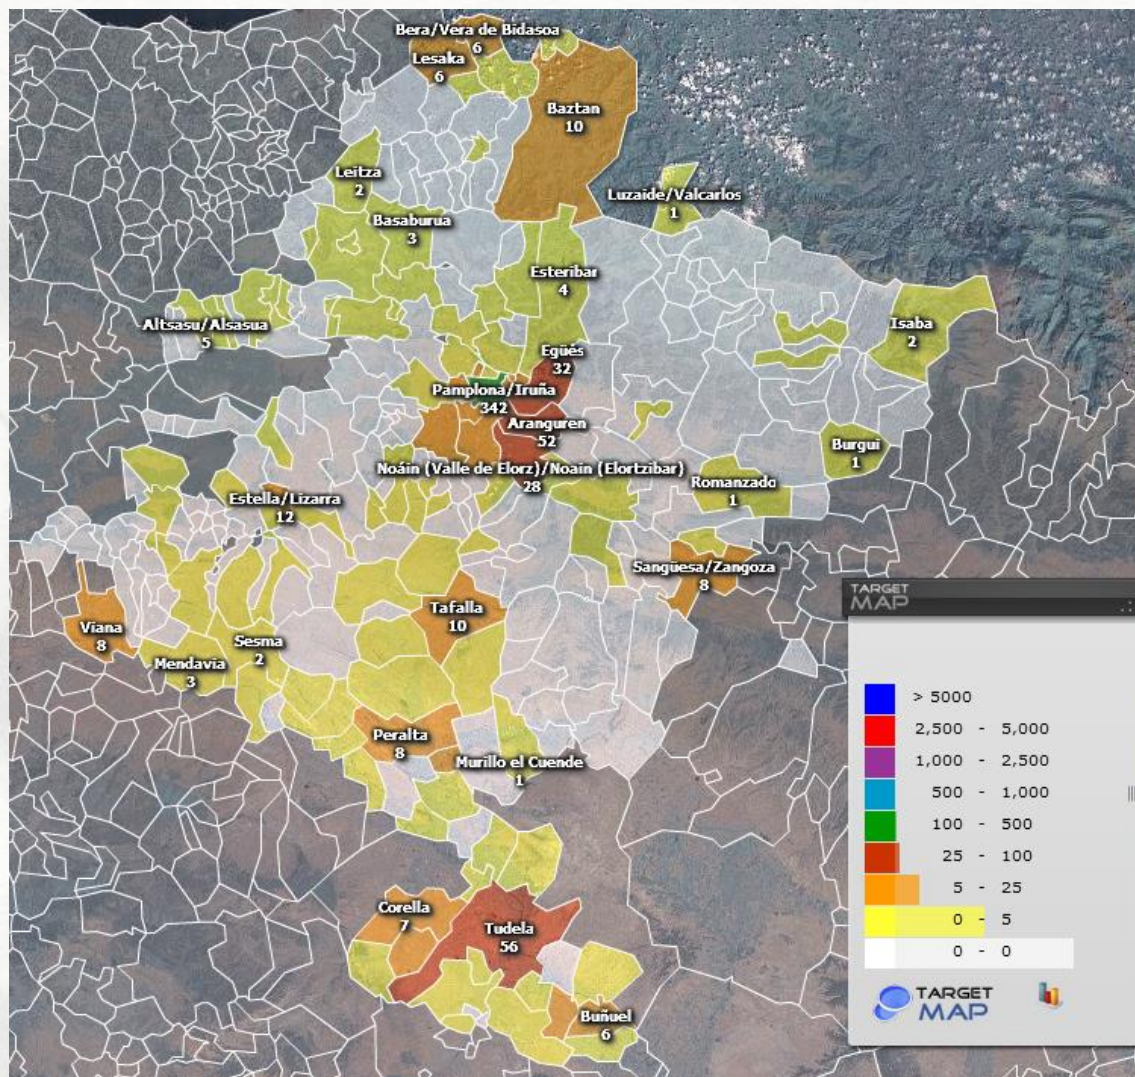 Bera/Vera de Bidasoa
6
Lesaka
6
Baztan
10
Leitza
2
Luzaide/Valcarlos
1
Basaburua
3
Esteribar
4
Altsasu/Alsasua
5
Isaba
2
Egüés
32
Pamplona/Iruña
342
Aranguren
52
Burgui
1
Noáin (Valle de Elorz)/Noain (Elortzibar)
28
Romanzado
1
Estella/Lizarra
12
Sangüesa/Zangoza
8
Tafalla
10
Viana
8
Sesma
2
Mendavia
3
Peralta
8
Murillo el Cuende
1
Corella
7
Tudela
56
Buñuel
6
TARGET
MAP
> 5000
2,500 - 5,000
1,000 - 2,500
500 - 1,000
100 - 500
25 - 100
5 - 25
0 - 5
0 - 0
TARGET
MAP